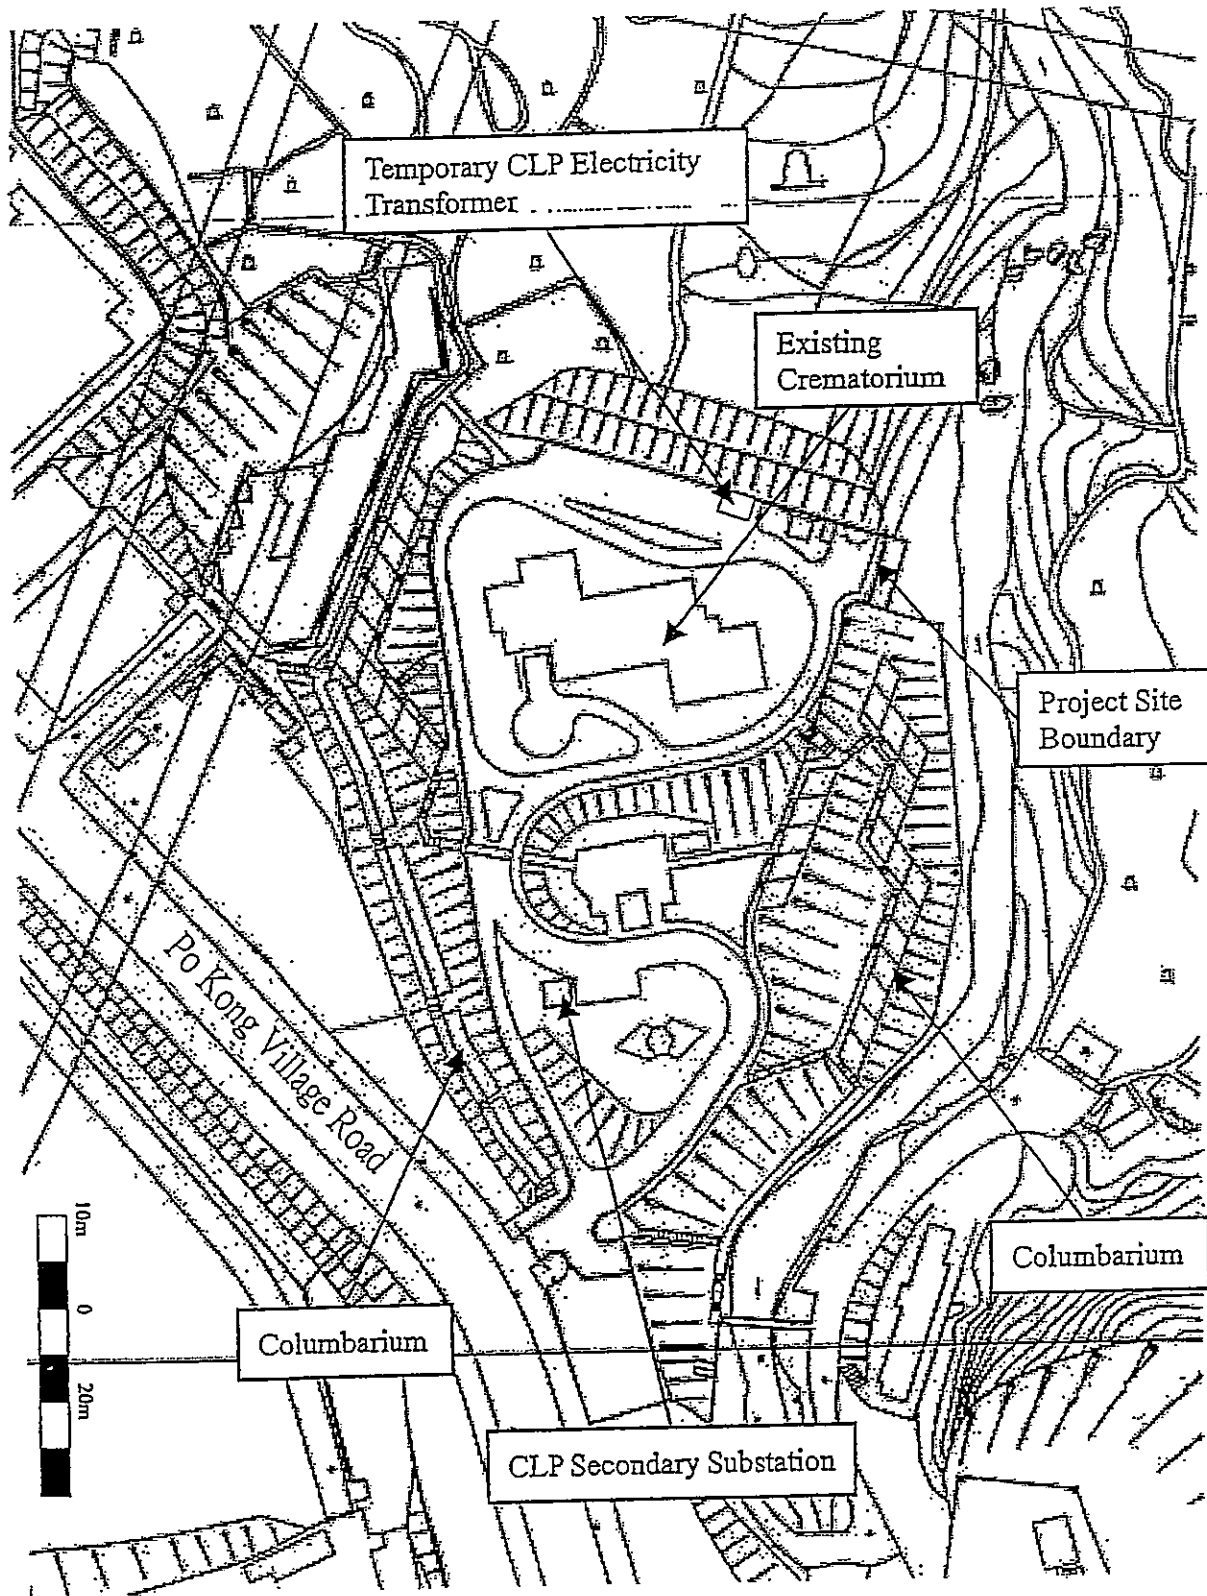 Temporary CLP Electricity
Transformer
Existing
Crematorium
Project Site
Boundary
Po Kong Village Road
10m
0
20m
Columbarium
Columbarium
CLP Secondary Substation